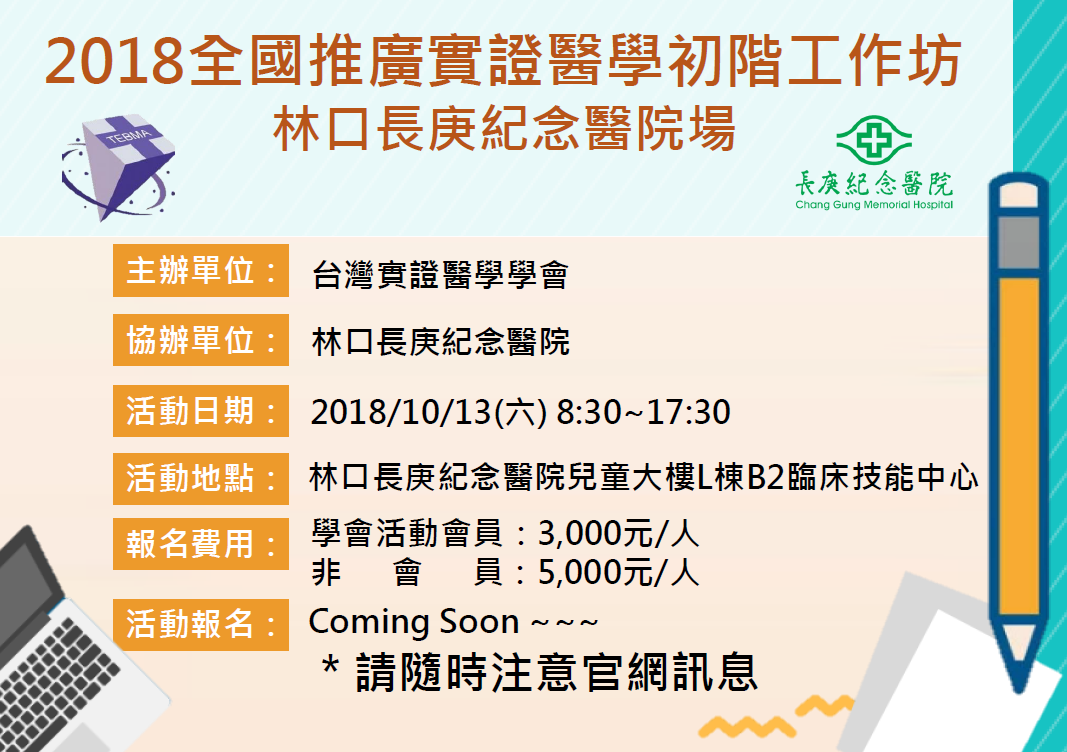 2018全國推廣實證醫學初階工作坊
林口長庚紀念醫院場
TEBMA
長庚紀念醫院
Chang Gung Memorial Hospital
主辦單位： 台灣實證醫學學會
協辦單位： 林口長庚紀念醫院
活動日期： 2018/10/13(六) 8:30~17:30
活動地點： 林口長庚紀念醫院兒童大樓L棟B2臨床技能中心
報名費用： 學會活動會員：3,000元/人
非 會 員：5,000元/人
活動報名： Coming Soon ~~~
* 請隨時注意官網訊息